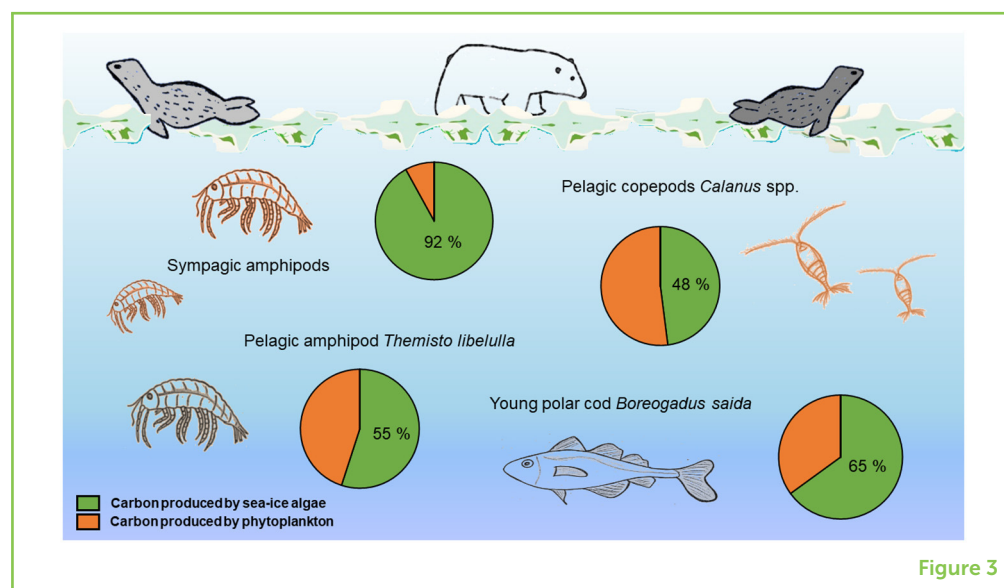 92 %
Pelagic copepods Calanus spp.
Sympagic amphipods
48 %
Pelagic amphipod Themisto libelulla
55 %
Young polar cod Boreogadus saida
65 %
Carbon produced by sea-ice algae
Carbon produced by phytoplankton
Figure 3